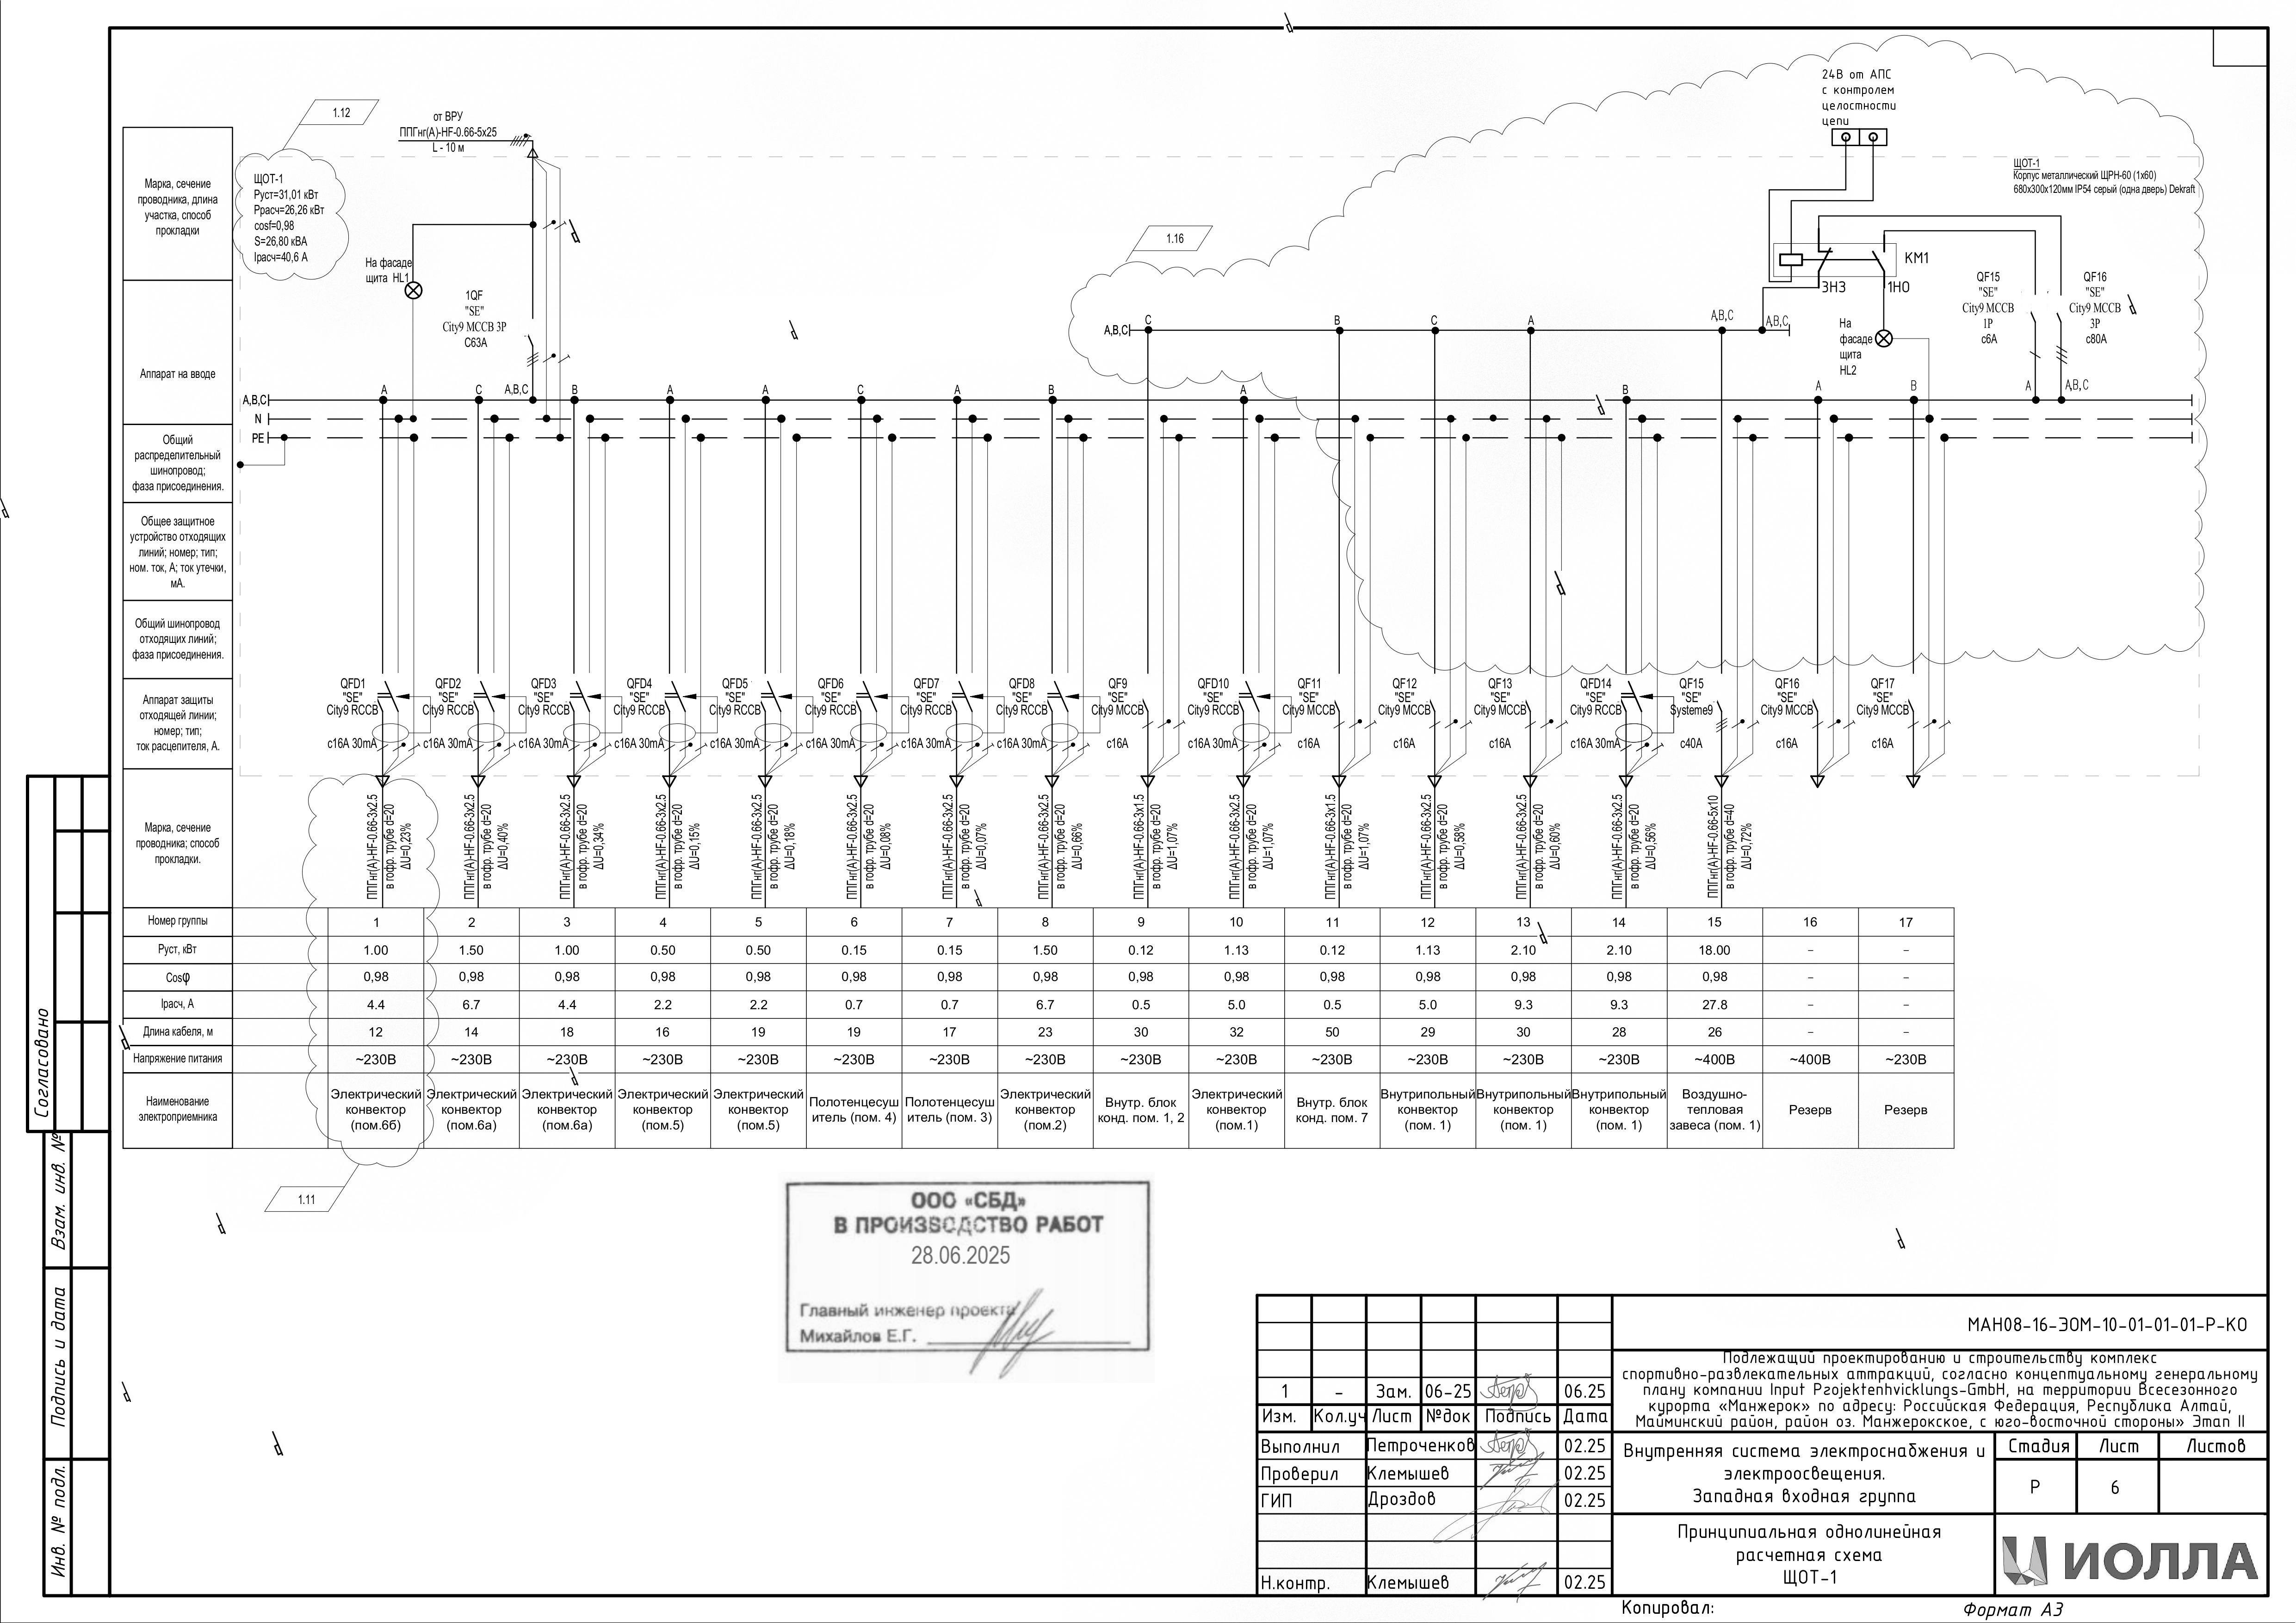 24В от АПС
с контролем
целостности
цепи
1.12
от ВРУ
ППГнг(А)-HF-0.66-5x25
L - 10 м
ЩОТ-1
Руст=31,01 кВт
Ррасч=26,26 кВт
cosf=0,98
S=26,80 кВА
Iрасч=40,6 А
ЩОТ-1
Корпус металлический ЩРН-60 (1x60)
680x300x120мм IP54 серый (одна дверь) Dekraft
1.16
На фасаде
щита HL1
1QF
"SE"
City9 MCCB 3P
C63A
КМ1
3НЗ
1НО
QF15
"SE"
City9 MCCB
1P
c6A
QF16
"SE"
City9 MCCB
3P
c80A
На
фасаде
щита
HL2
A,B,C
C
B
C
A
A,B,C
A,B,C
A,B,C
A
C
A,B,C
B
A
A
C
A
B
A
B
A
B
A
A,B,C
N
PE
Марка, сечение
проводника, длина
участка, способ
прокладки
Аппарат на вводе
Общий
распределительный
шинопровод;
фаза присоединения.
Общее защитное
устройство отходящих
линий; номер; тип;
ном. ток, А; ток утечки,
мА.
Общий шинопровод
отходящих линий;
фаза присоединения.
Аппарат защиты
отходящей линии;
номер; тип;
ток расцепителя, А.
QFD1
"SE"
City9 RCCB
c16A 30mA
QFD2
"SE"
City9 RCCB
c16A 30mA
QFD3
"SE"
City9 RCCB
c16A 30mA
QFD4
"SE"
City9 RCCB
c16A 30mA
QFD5
"SE"
City9 RCCB
c16A 30mA
QFD6
"SE"
City9 RCCB
c16A 30mA
QFD7
"SE"
City9 RCCB
c16A 30mA
QFD8
"SE"
City9 RCCB
c16A 30mA
QF9
"SE"
City9 MCCB
c16A
QFD10
"SE"
City9 RCCB
c16A 30mA
QF11
"SE"
City9 MCCB
c16A
QF12
"SE"
City9 MCCB
c16A
QF13
"SE"
City9 MCCB
c16A
QFD14
"SE"
City9 RCCB
c16A 30mA
QF15
"SE"
Systeme9
c40A
QF16
"SE"
City9 MCCB
c16A
QF17
"SE"
City9 MCCB
c16A
Марка, сечение
проводника; способ
прокладки.
ППГнг(А)-HF-0.66-3x2.5
в гофр. трубе d=20
ΔU=0,23%
ППГнг(А)-HF-0.66-3x2.5
в гофр. трубе d=20
ΔU=0,40%
ППГнг(А)-HF-0.66-3x2.5
в гофр. трубе d=20
ΔU=0,34%
ППГнг(А)-HF-0.66-3x2.5
в гофр. трубе d=20
ΔU=0,15%
ППГнг(А)-HF-0.66-3x2.5
в гофр. трубе d=20
ΔU=0,18%
ППГнг(А)-HF-0.66-3x2.5
в гофр. трубе d=20
ΔU=0,08%
ППГнг(А)-HF-0.66-3x2.5
в гофр. трубе d=20
ΔU=0,07%
ППГнг(А)-HF-0.66-3x2.5
в гофр. трубе d=20
ΔU=0,66%
ППГнг(А)-HF-0.66-3x1.5
в гофр. трубе d=20
ΔU=1,07%
ППГнг(А)-HF-0.66-3x2.5
в гофр. трубе d=20
ΔU=1,07%
ППГнг(А)-HF-0.66-3x1.5
в гофр. трубе d=20
ΔU=1,07%
ППГнг(А)-HF-0.66-3x2.5
в гофр. трубе d=20
ΔU=0,58%
ППГнг(А)-HF-0.66-3x2.5
в гофр. трубе d=20
ΔU=0,60%
ППГнг(А)-HF-0.66-3x2.5
в гофр. трубе d=20
ΔU=0,56%
ППГнг(А)-HF-0.66-5x10
в гофр. трубе d=40
ΔU=0,72%
Номер группы 1 2 3 4 5 6 7 8 9 10 11 12 13 14 15 16 17
Руст, кВт 1.00 1.50 1.00 0.50 0.50 0.15 0.15 1.50 0.12 1.13 0.12 1.13 2.10 2.10 18.00 – –
Cosφ 0,98 0,98 0,98 0,98 0,98 0,98 0,98 0,98 0,98 0,98 0,98 0,98 0,98 0,98 0,98 – –
Iрасч, А 4.4 6.7 4.4 2.2 2.2 0.7 0.7 6.7 0.5 5.0 0.5 5.0 9.3 9.3 27.8 – –
Длина кабеля, м 12 14 18 16 19 19 17 23 30 32 50 29 30 28 26 – –
Напряжение питания ~230В ~230В ~230В ~230В ~230В ~230В ~230В ~230В ~230В ~230В ~230В ~230В ~230В ~230В ~400В ~400В ~230В
Наименование
электроприемника
Электрический
конвектор
(пом.6б)
Электрический
конвектор
(пом.6а)
Электрический
конвектор
(пом.6а)
Электрический
конвектор
(пом.5)
Электрический
конвектор
(пом.5)
Полотенцесуш
итель (пом. 4)
Полотенцесуш
итель (пом. 3)
Электрический
конвектор
(пом.2)
Внутр. блок
конд. пом. 1, 2
Электрический
конвектор
(пом.1)
Внутр. блок
конд. пом. 7
Внутрипольный
конвектор
(пом. 1)
Внутрипольный
конвектор
(пом. 1)
Внутрипольный
конвектор
(пом. 1)
Воздушно-
тепловая
завеса (пом. 1)
Резерв
Резерв
1.11
Согласовано
Взам. инв. №
Подпись и дата
Инв. № подл.
ООО «СБД»
В ПРОИЗВОДСТВО РАБОТ
28.06.2025
Главный инженер проекта
Михайлов Е.Г.
МАН08-16-ЭОМ-10-01-01-01-Р-КО
Подлежащий проектированию и строительству комплекс
спортивно-развлекательных аттракций, согласно концептуальному генеральному
плану компании Input Projektenhvicklungs-GmbH, на территории Всесезонного
курорта «Манжерок» по адресу: Российская Федерация, Республика Алтай,
Майминский район, район оз. Манжерокское, с юго-восточной стороны» Этап II
1 – Зам. 06-25 06.25
Изм. Кол.уч Лист №док Подпись Дата
Выполнил Петроченков 02.25
Проверил Клемышев 02.25
ГИП Дроздов 02.25
Н.контр. Клемышев 02.25
Внутренняя система электроснабжения и
электроосвещения.
Западная входная группа
Стадия Лист Листов
Р 6
Принципиальная однолинейная
расчетная схема
ЩОТ-1
ИОЛЛА
Копировал:
Формат А3